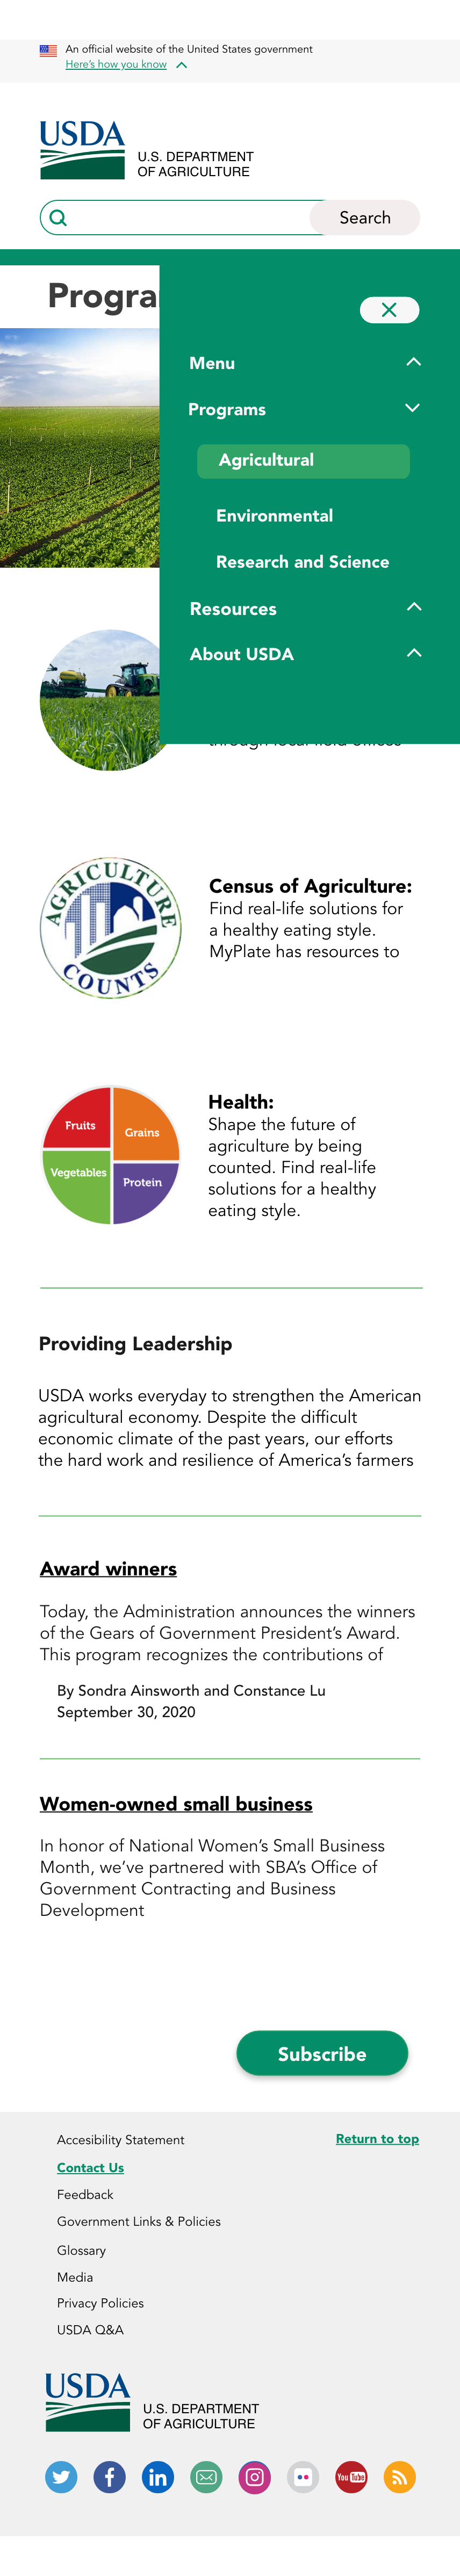 An official website of the United States government
Here's how you know
USDA
U.S. DEPARTMENT
OF AGRICULTURE
Search
Progra
Menu
Programs
Agricultural
Environmental
Research and Science
Resources
About USDA
through local field offices
AGRICULTURE
COUNTS
Census of Agriculture:
Find real-life solutions for
a healthy eating style.
MyPlate has resources to
Fruits
Grains
Vegetables
Protein
Health:
Shape the future of
agriculture by being
counted. Find real-life
solutions for a healthy
eating style.
Providing Leadership
USDA works everyday to strengthen the American
agricultural economy. Despite the difficult
economic climate of the past years, our efforts
the hard work and resilience of America's farmers
Award winners
Today, the Administration announces the winners
of the Gears of Government President's Award.
This program recognizes the contributions of
By Sondra Ainsworth and Constance Lu
September 30, 2020
Women-owned small business
In honor of National Women's Small Business
Month, we've partnered with SBA's Office of
Government Contracting and Business
Development
Subscribe
Accesibility Statement
Return to top
Contact Us
Feedback
Government Links & Policies
Glossary
Media
Privacy Policies
USDA Q&A
USDA
U.S. DEPARTMENT
OF AGRICULTURE
You Tube